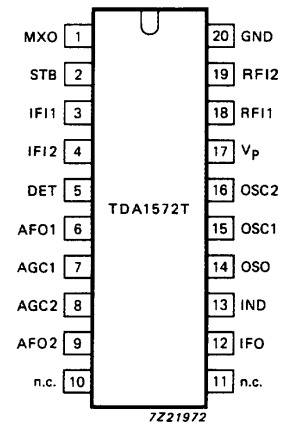 MXO 1 20 GND
STB 2 19 RFI2
IFI1 3 18 RFI1
IFI2 4 17 Vp
DET 5 16 OSC2
TDA1572T
AFO1 6 15 OSC1
AGC1 7 14 OSO
AGC2 8 13 IND
AFO2 9 12 IFO
n.c. 10 11 n.c.
7Z21972